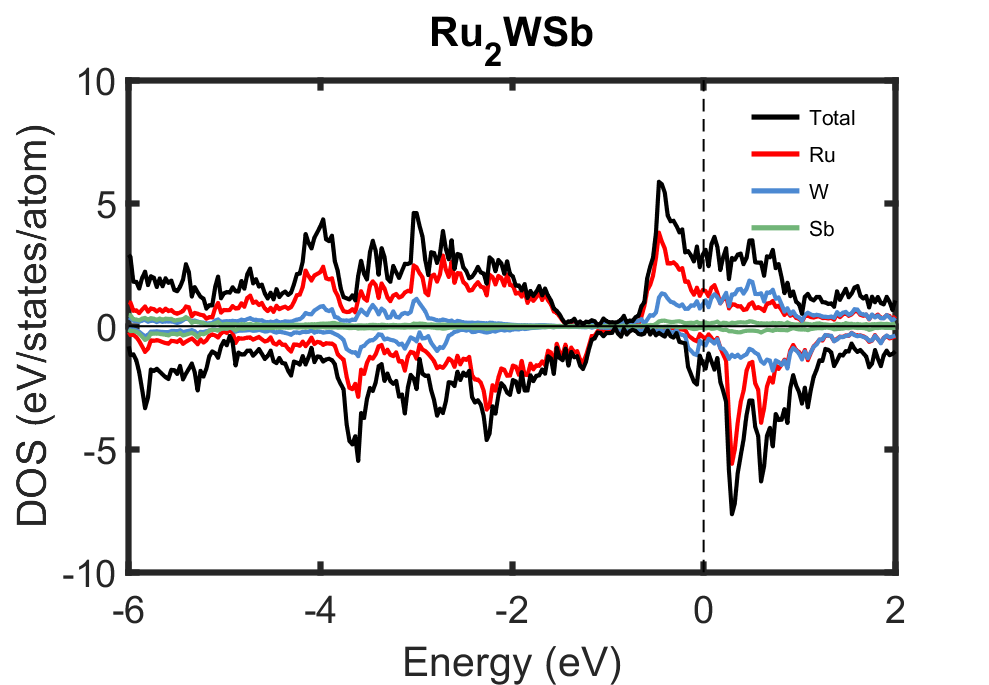 Ru₂WSb
10
5
0
-5
-10
DOS (eV/states/atom)
Total
Ru
W
Sb
-6 -4 -2 0 2
Energy (eV)